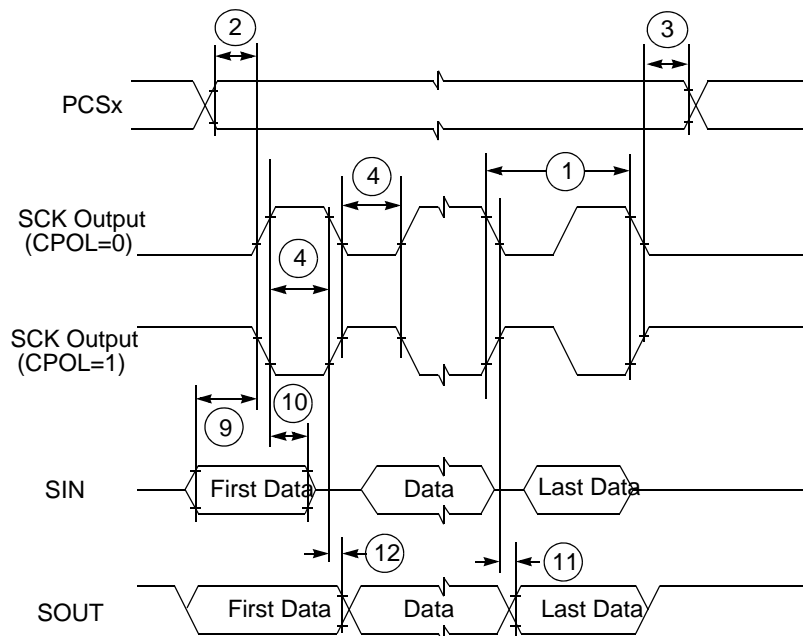 2
3
PCSx
4
1
SCK Output
(CPOL=0)
4
SCK Output
(CPOL=1)
9
10
SIN
First Data
Data
Last Data
12
11
SOUT
First Data
Data
Last Data